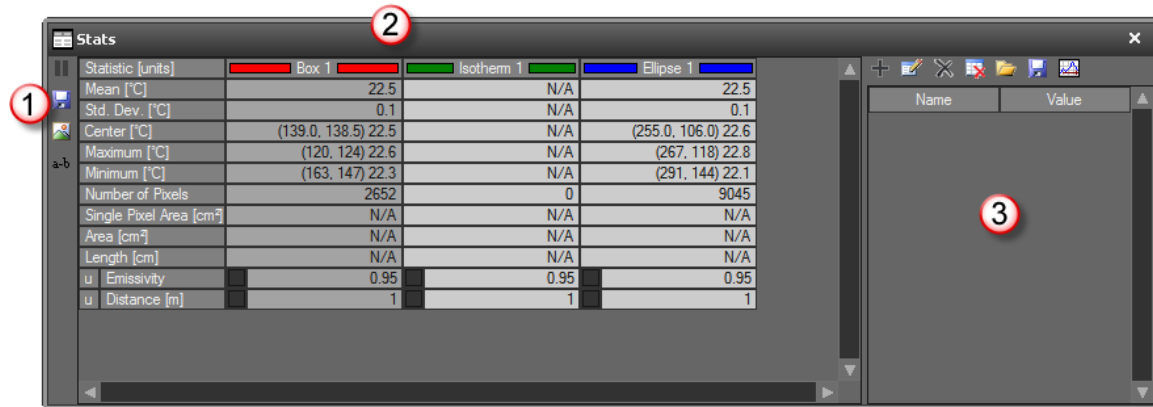 2
Stats
1
Statistic [units] Box 1 Isotherm 1 Ellipse 1
Mean [°C] 22.5 N/A 22.5
Std. Dev. [°C] 0.1 N/A 0.1
Center [°C] (139.0, 138.5) 22.5 N/A (255.0, 106.0) 22.6
Maximum [°C] (120, 124) 22.6 N/A (267, 118) 22.8
Minimum [°C] (163, 147) 22.3 N/A (291, 144) 22.1
Number of Pixels 2652 0 9045
Single Pixel Area [cm²] N/A N/A N/A
Area [cm²] N/A N/A N/A
Length [cm] N/A N/A N/A
u Emissivity 0.95 0.95 0.95
u Distance [m] 1 1 1
a-b
Name Value
3